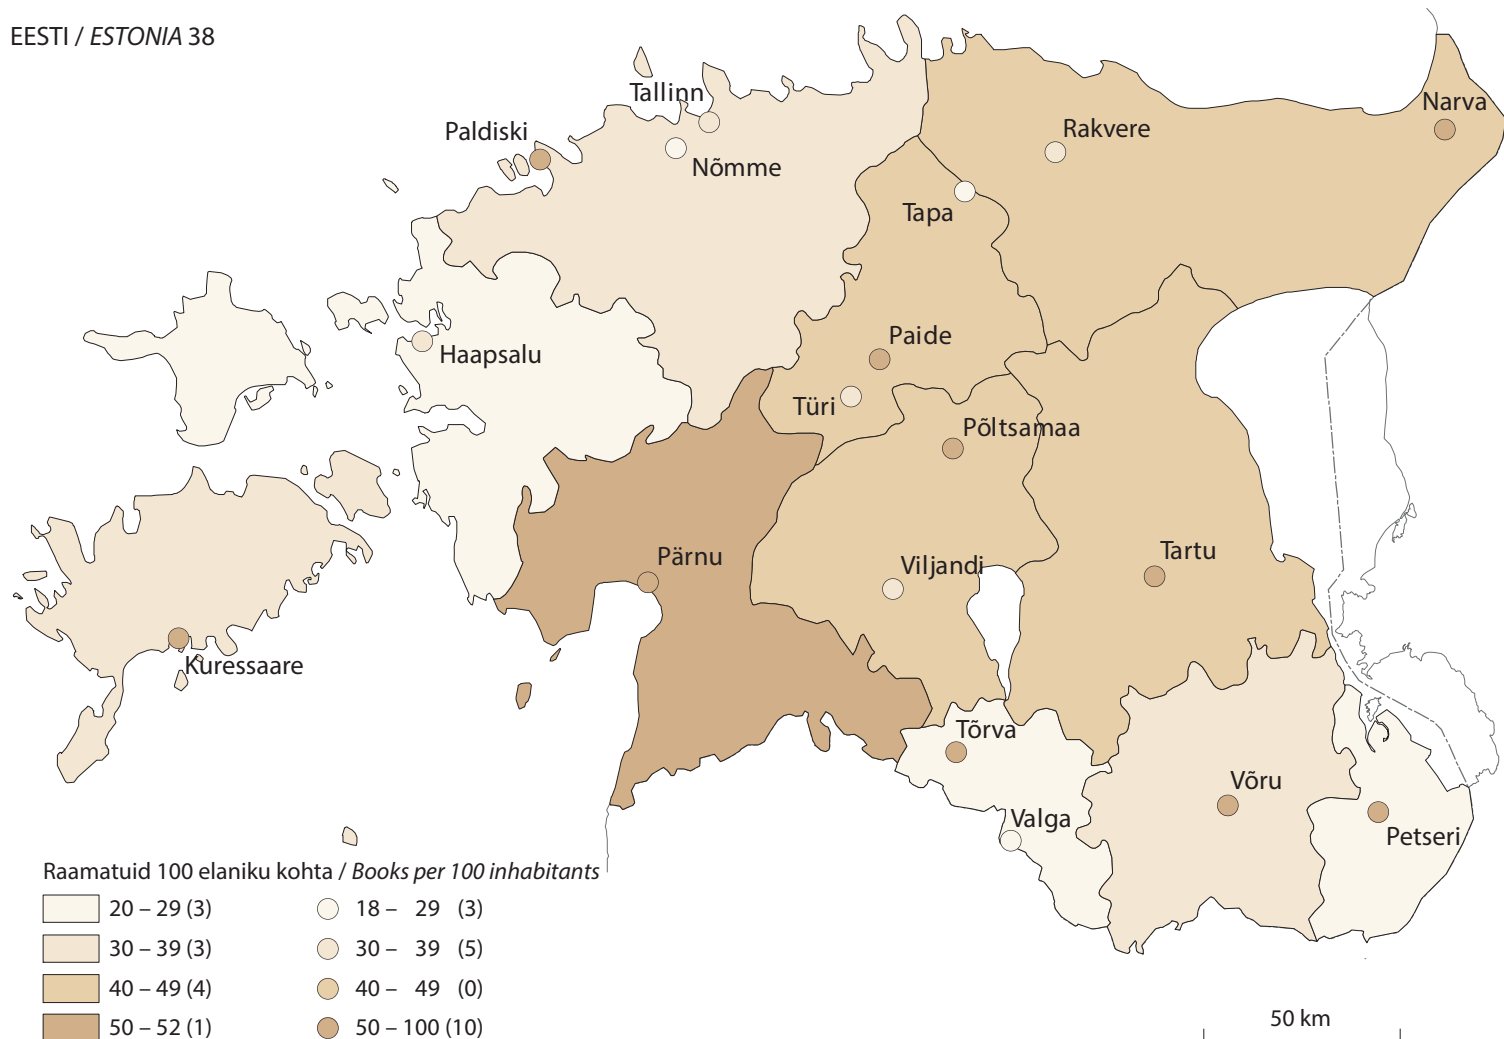 EESTI / ESTONIA 38
Tallinn
Paldiski
Nõmme
Narva
Rakvere
Tapa
Paide
Haapsalu
Türi
Põltsamaa
Pärnu
Viljandi
Tartu
Kuressaare
Tõrva
Võru
Valga
Petseri
Raamatuid 100 elaniku kohta / Books per 100 inhabitants
20 – 29 (3) 18 – 29 (3)
30 – 39 (3) 30 – 39 (5)
40 – 49 (4) 40 – 49 (0)
50 – 52 (1) 50 – 100 (10)
50 km